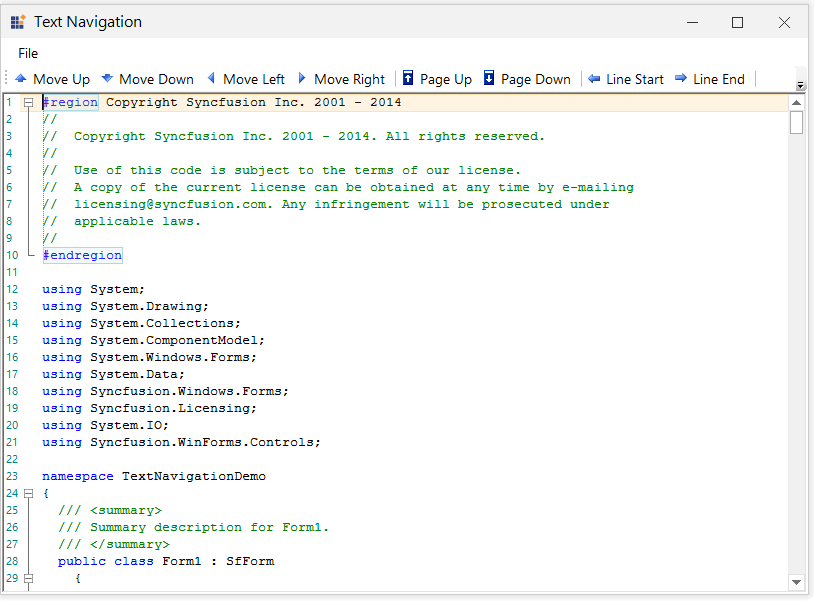 Text Navigation
File
Move Up Move Down Move Left Move Right Page Up Page Down Line Start Line End
1 #region Copyright Syncfusion Inc. 2001 - 2014
2 //
3 //  Copyright Syncfusion Inc. 2001 - 2014. All rights reserved.
4 //
5 //  Use of this code is subject to the terms of our license.
6 //  A copy of the current license can be obtained at any time by e-mailing
7 //  licensing@syncfusion.com. Any infringement will be prosecuted under
8 //  applicable laws.
9 //
10 #endregion
11
12 using System;
13 using System.Drawing;
14 using System.Collections;
15 using System.ComponentModel;
16 using System.Windows.Forms;
17 using System.Data;
18 using Syncfusion.Windows.Forms;
19 using Syncfusion.Licensing;
20 using System.IO;
21 using Syncfusion.WinForms.Controls;
22
23 namespace TextNavigationDemo
24 {
25   /// <summary>
26   /// Summary description for Form1.
27   /// </summary>
28   public class Form1 : SfForm
29     {